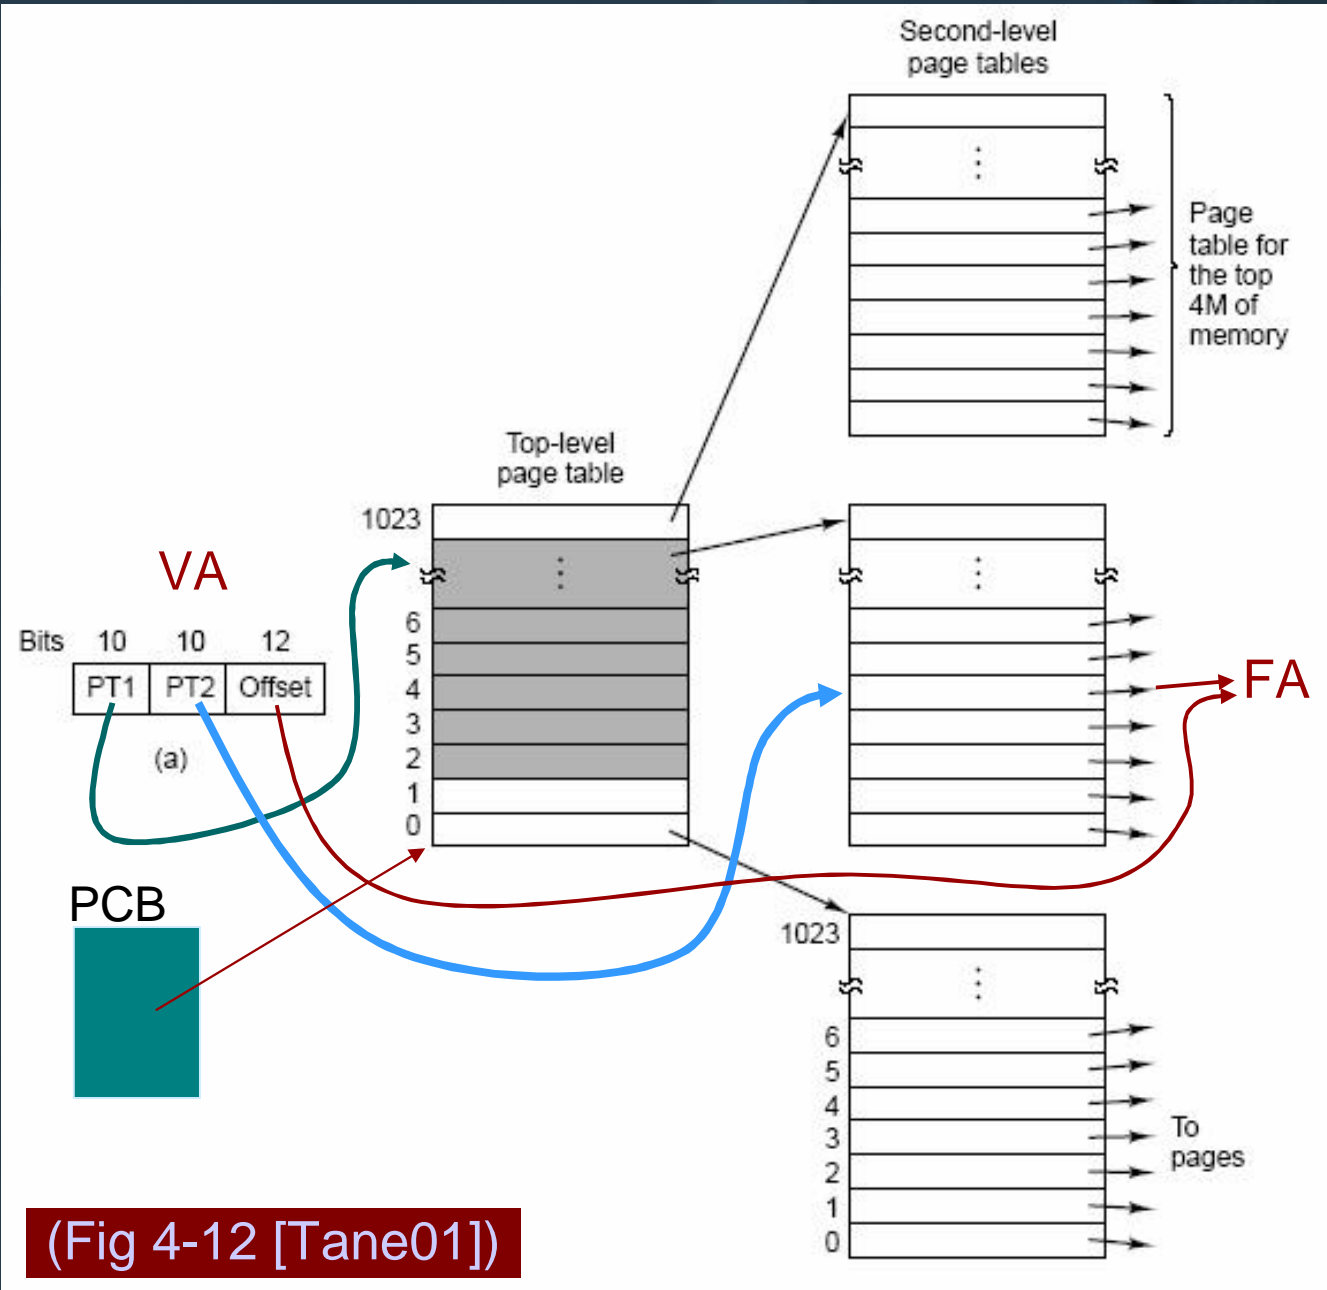 Second-level
page tables
Page
table for
the top
4M of
memory
Top-level
page table
1023
6
5
4
3
2
1
0
VA
Bits 10 10 12
PT1 PT2 Offset
(a)
FA
PCB
1023
6
5
4
3
2
1
0
To
pages
(Fig 4-12 [Tane01])